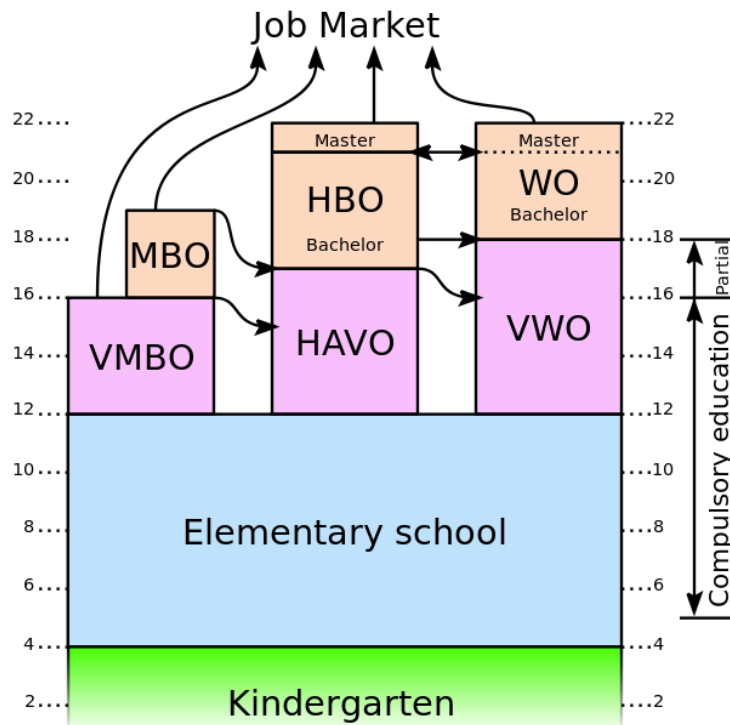 Job Market
22 22
Master Master
20 HBO WO 20
Bachelor
18 MBO Bachelor 18
Partial
16 16
VMBO HAVO VWO
14 14
12 12
Compulsory education
10 10
Elementary school
8 8
6 6
4 4
Kindergarten
2 2